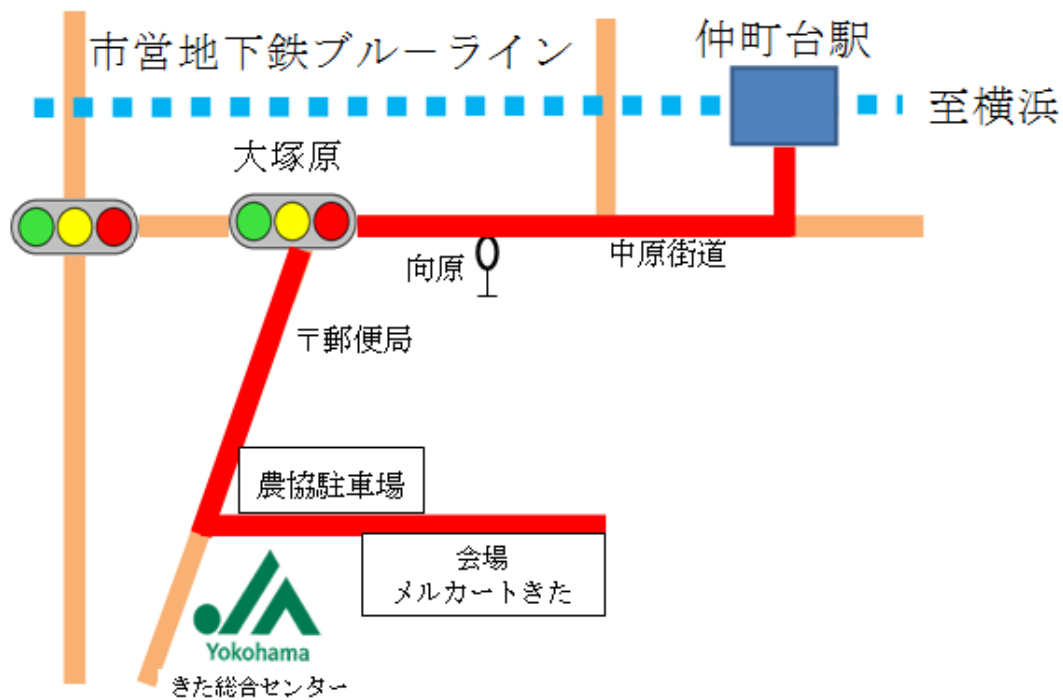 市営地下鉄ブルーライン
仲町台駅
至横浜
大塚原
向原
中原街道
〒郵便局
農協駐車場
会場
メルカートきた
JA
Yokohama
きた総合センター